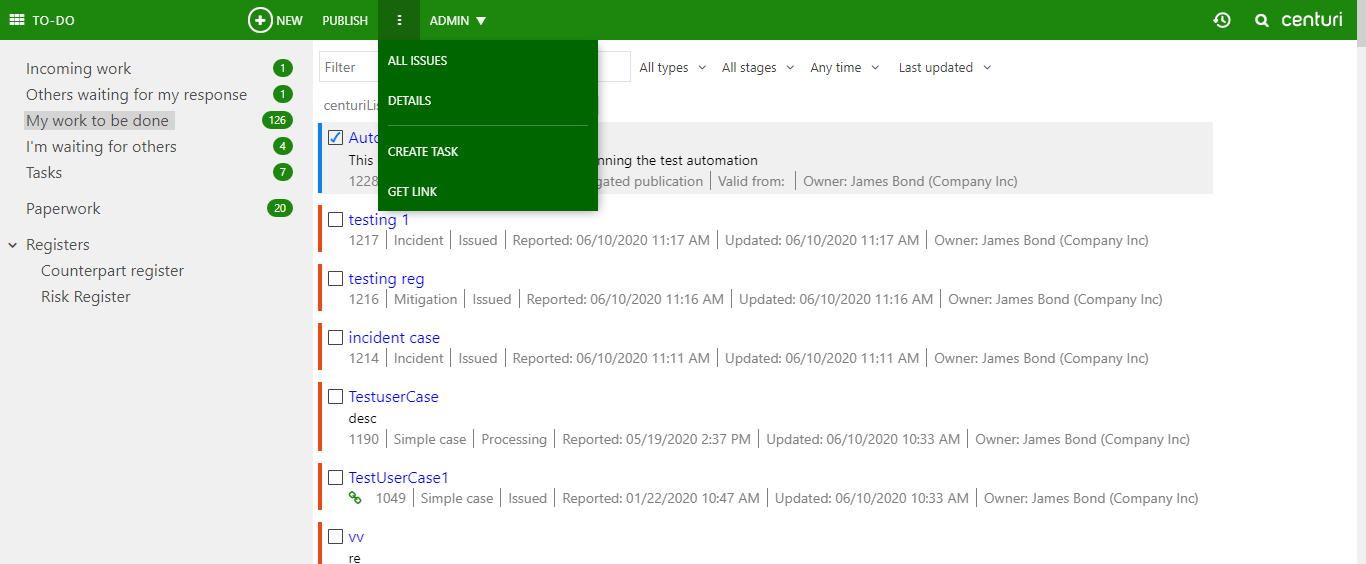 TO-DO NEW PUBLISH ADMIN centuri
Incoming work 1
Others waiting for my response 1
My work to be done 126
I'm waiting for others 4
Tasks 7
Paperwork 20
Registers
Counterpart register
Risk Register
ALL ISSUES
DETAILS
CREATE TASK
GET LINK
Filter All types All stages Any time Last updated
centuriLis
Auto
This nning the test automation
1228 gated publication | Valid from: | Owner: James Bond (Company Inc)
testing 1
1217 | Incident | Issued | Reported: 06/10/2020 11:17 AM | Updated: 06/10/2020 11:17 AM | Owner: James Bond (Company Inc)
testing reg
1216 | Mitigation | Issued | Reported: 06/10/2020 11:16 AM | Updated: 06/10/2020 11:16 AM | Owner: James Bond (Company Inc)
incident case
1214 | Incident | Issued | Reported: 06/10/2020 11:11 AM | Updated: 06/10/2020 11:11 AM | Owner: James Bond (Company Inc)
TestuserCase
desc
1190 | Simple case | Processing | Reported: 05/19/2020 2:37 PM | Updated: 06/10/2020 10:33 AM | Owner: James Bond (Company Inc)
TestUserCase1
1049 | Simple case | Issued | Reported: 01/22/2020 10:47 AM | Updated: 06/10/2020 10:33 AM | Owner: James Bond (Company Inc)
vv
re